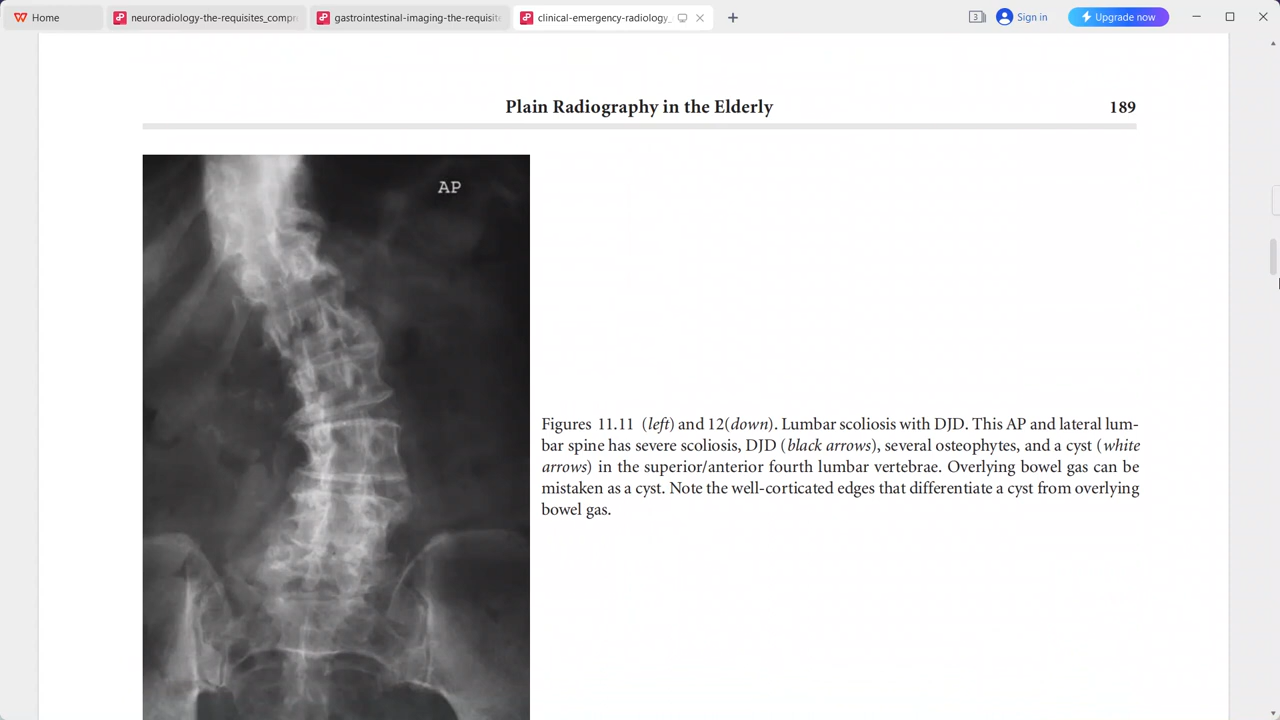 Home
neuroradiology-the-requisites_compr
gastrointestinal-imaging-the-requisite
clinical-emergency-radiology_
3
Sign in
Upgrade now
Plain Radiography in the Elderly
189
AP
Figures 11.11 (left) and 12(down). Lumbar scoliosis with DJD. This AP and lateral lum-
bar spine has severe scoliosis, DJD (black arrows), several osteophytes, and a cyst (white
arrows) in the superior/anterior fourth lumbar vertebrae. Overlying bowel gas can be
mistaken as a cyst. Note the well-corticated edges that differentiate a cyst from overlying
bowel gas.